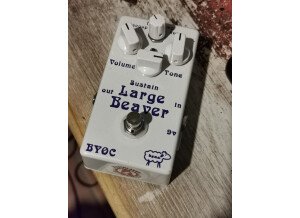 Volume Tone
Sustain
out Large in
Beaver
9v
BYOC